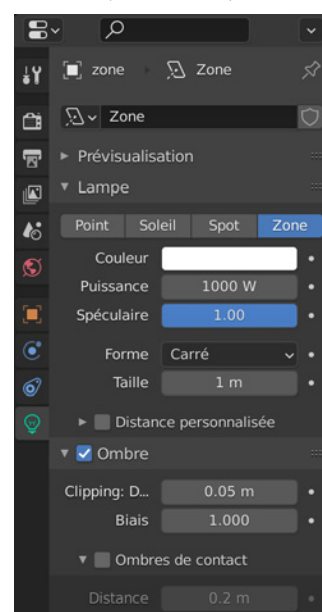 zone Zone
Zone
Prévisualisation
Lampe
Point Soleil Spot Zone
Couleur
Puissance 1000 W
Spéculaire 1.00
Forme Carré
Taille 1 m
Distance personnalisée
Ombre
Clipping: D... 0.05 m
Biais 1.000
Ombres de contact
Distance 0.2 m